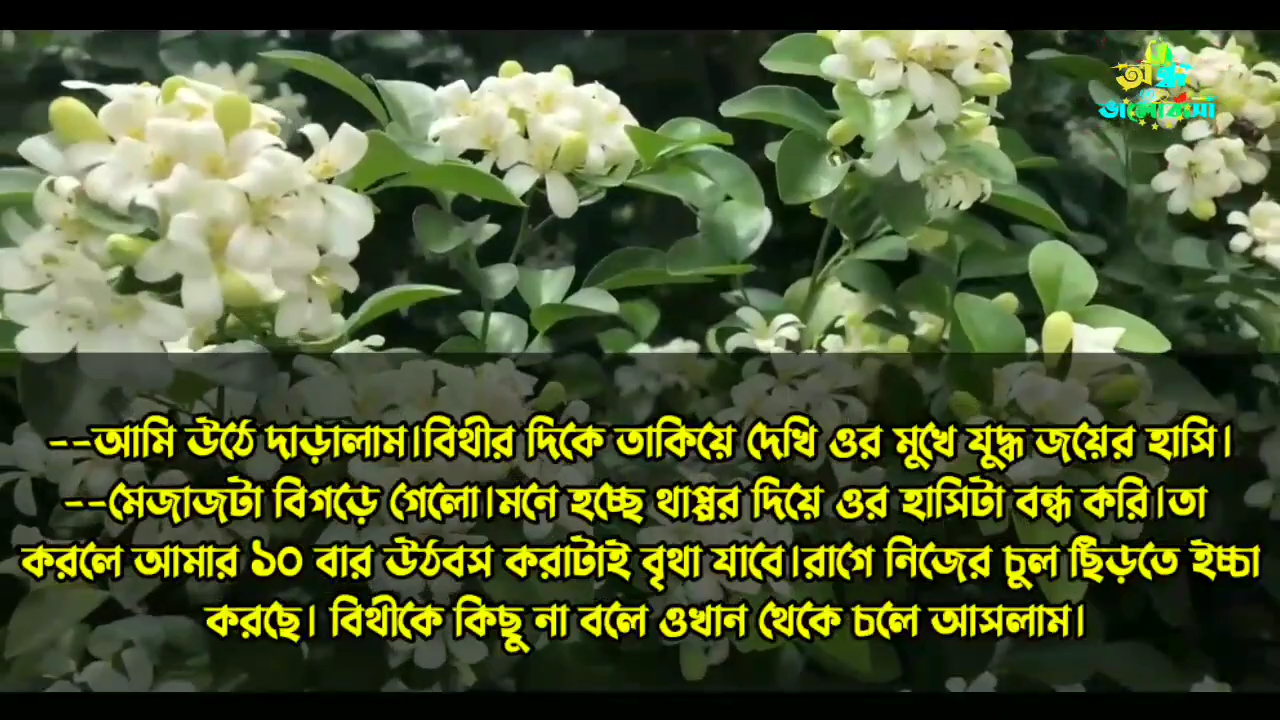 অন্ধ
ভালোবাসা
--আমি উঠে দাড়ালাম।বিথীর দিকে তাকিয়ে দেখি ওর মুখে যুদ্ধ জয়ের হাসি।
--মেজাজটা বিগড়ে গেলো।মনে হচ্ছে থাপ্পর দিয়ে ওর হাসিটা বন্ধ করি।তা
করলে আমার ১০ বার উঠবস করাটাই বৃথা যাবে।রাগে নিজের চুল ছিঁড়তে ইচ্চা
করছে। বিথীকে কিছু না বলে ওখান থেকে চলে আসলাম।